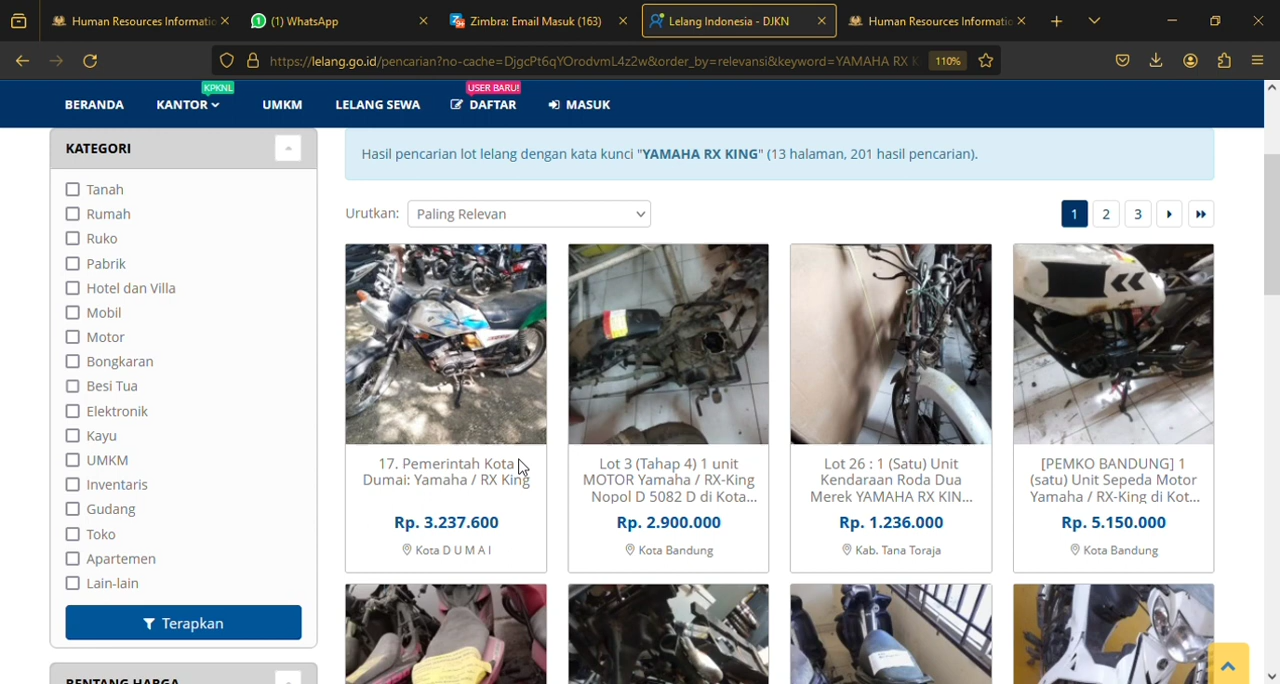 Human Resources Informatio
(1) WhatsApp
Zimbra: Email Masuk (163)
Lelang Indonesia - DJKN
Human Resources Informatio
https://lelang.go.id/pencarian?no-cache=DjgcPt6qYOrodvmL4z2w&order_by=relevansi&keyword=YAMAHA RX K
110%
KPKNL
USER BARU!
BERANDA
KANTOR
UMKM
LELANG SEWA
DAFTAR
MASUK
KATEGORI
Tanah
Rumah
Ruko
Pabrik
Hotel dan Villa
Mobil
Motor
Bongkaran
Besi Tua
Elektronik
Kayu
UMKM
Inventaris
Gudang
Toko
Apartemen
Lain-lain
Terapkan
RENTANG HARGA
Hasil pencarian lot lelang dengan kata kunci "YAMAHA RX KING" (13 halaman, 201 hasil pencarian).
Urutkan: Paling Relevan
1 2 3
17. Pemerintah Kota
Dumai: Yamaha / RX King
Rp. 3.237.600
Kota D U M A I
Lot 3 (Tahap 4) 1 unit
MOTOR Yamaha / RX-King
Nopol D 5082 D di Kota...
Rp. 2.900.000
Kota Bandung
Lot 26 : 1 (Satu) Unit
Kendaraan Roda Dua
Merek YAMAHA RX KIN...
Rp. 1.236.000
Kab. Tana Toraja
[PEMKO BANDUNG] 1
(satu) Unit Sepeda Motor
Yamaha / RX-King di Kot...
Rp. 5.150.000
Kota Bandung